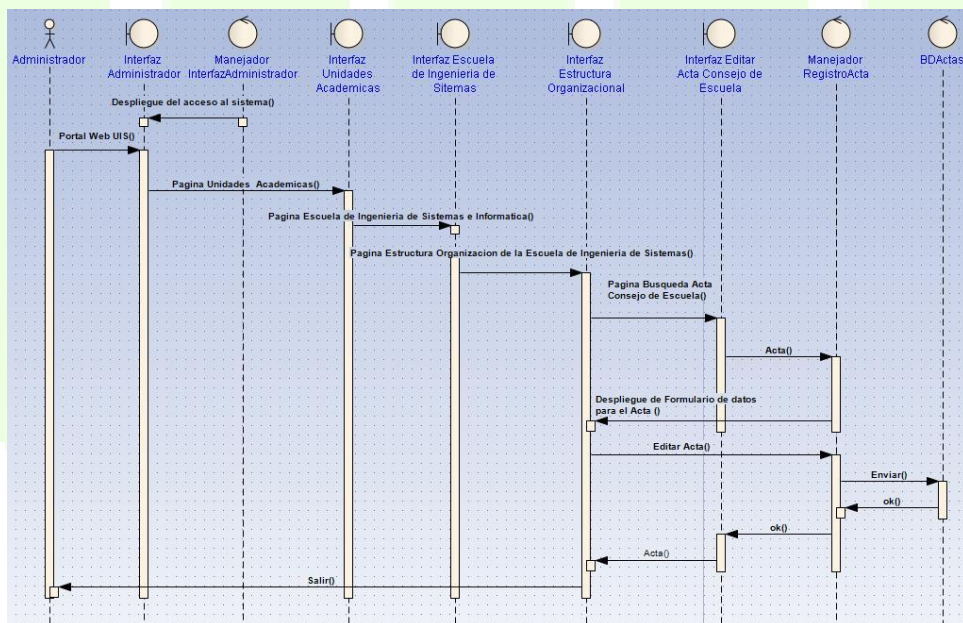 Administrador
Interfaz
Administrador
Manejador
InterfazAdministrador
Interfaz
Unidades
Academicas
Interfaz Escuela
de Ingenieria de
Sitemas
Interfaz
Estructura
Organizacional
Interfaz Editar
Acta Consejo de
Escuela
Manejador
RegistroActa
BDActas
Despliegue del acceso al sistema()
Portal Web UIS()
Pagina Unidades_Academicas()
Pagina Escuela de Ingenieria de Sistemas e Informatica()
Pagina Estructura Organizacion de la Escuela de Ingenieria de Sistemas()
Pagina Busqueda Acta
Consejo de Escuela()
Acta()
Despliegue de Formulario de datos
para el Acta ()
Editar Acta()
Enviar()
ok()
ok()
Acta()
Salir()